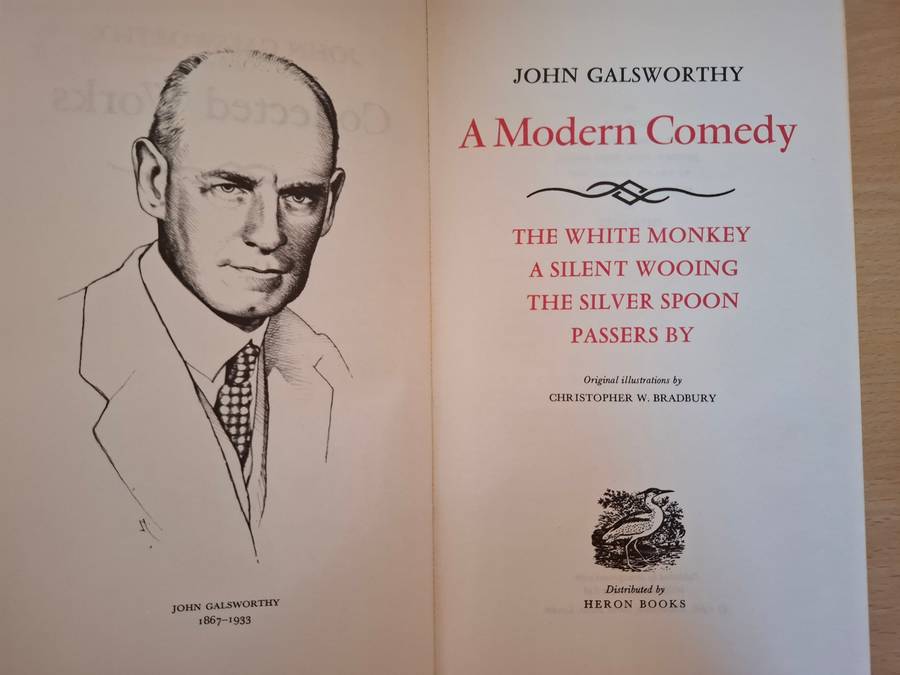 JOHN GALSWORTHY
1867–1933
JOHN GALSWORTHY
A Modern Comedy
THE WHITE MONKEY
A SILENT WOOING
THE SILVER SPOON
PASSERS BY
Original illustrations by
CHRISTOPHER W. BRADBURY
Distributed by
HERON BOOKS